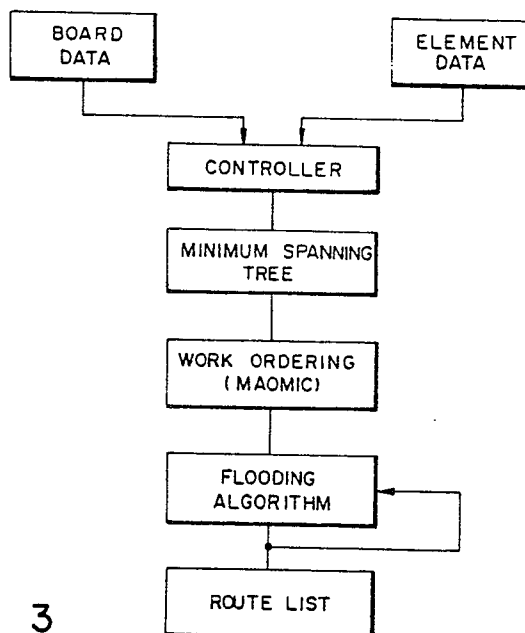 BOARD
DATA
ELEMENT
DATA
CONTROLLER
MINIMUM SPANNING
TREE
WORK ORDERING
(MAOMIC)
FLOODING
ALGORITHM
ROUTE LIST
3